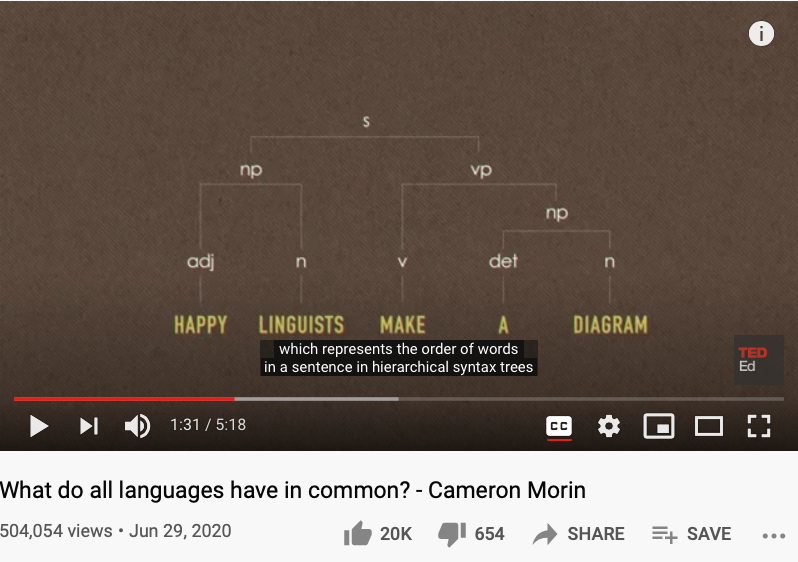 s
np vp
np
adj n v det n
HAPPY LINGUISTS MAKE A DIAGRAM
which represents the order of words
in a sentence in hierarchical syntax trees
TED
Ed
1:31 / 5:18
CC
What do all languages have in common? - Cameron Morin
504,054 views • Jun 29, 2020
20K 654 SHARE SAVE